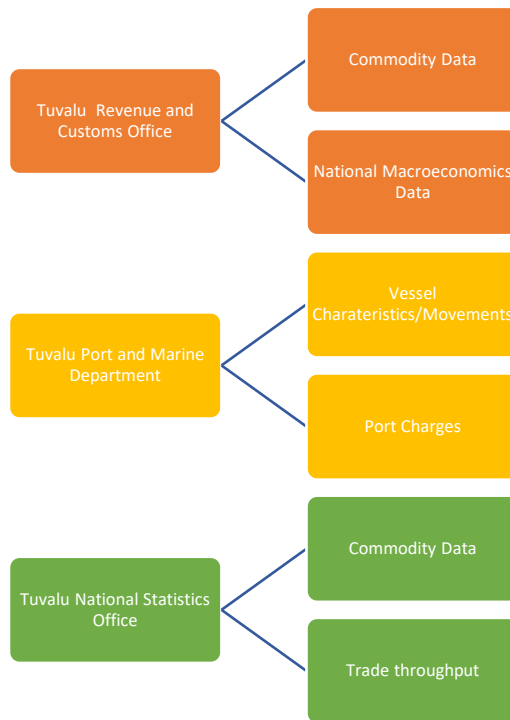 Commodity Data
Tuvalu  Revenue and
Customs Office
National Macroeconomics
Data
Vessel
Charateristics/Movements
Tuvalu Port and Marine
Department
Port Charges
Commodity Data
Tuvalu National Statistics
Office
Trade throughput